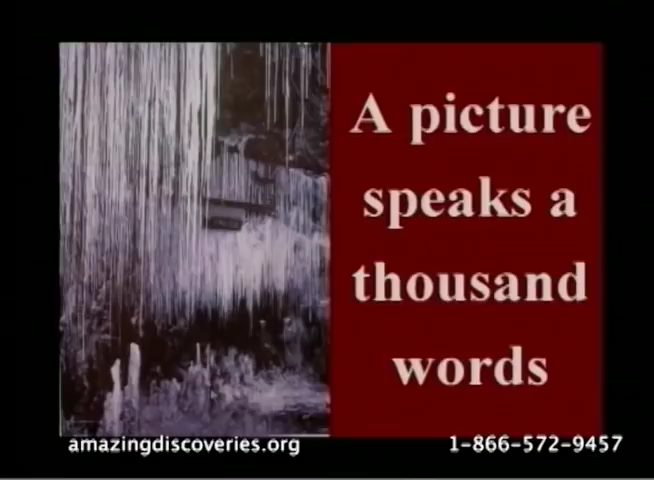 A picture
speaks a
thousand
words
amazingdiscoveries.org
1-866-572-9457